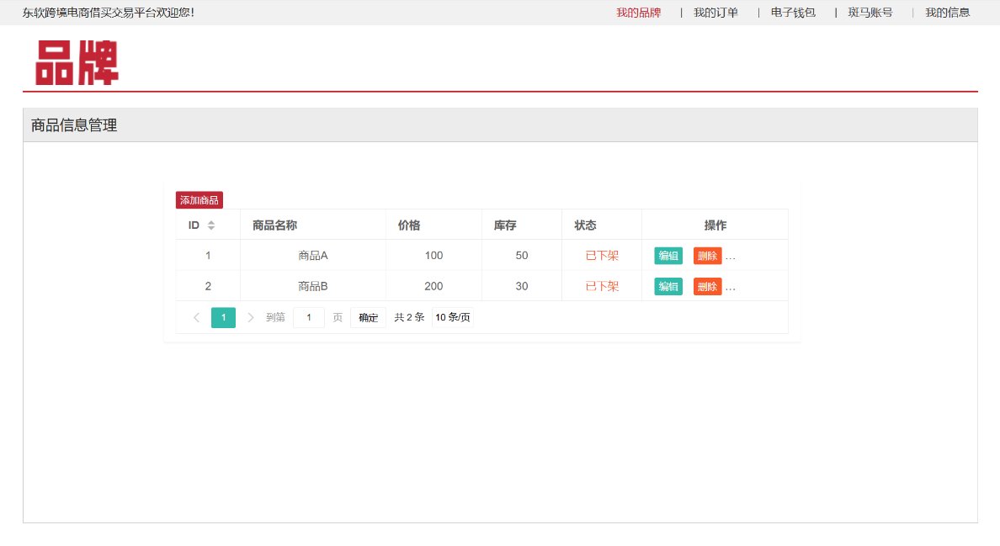 东软跨境电商借买交易平台欢迎您！ 我的品牌 | 我的订单 | 电子钱包 | 斑马账号 | 我的信息
品牌
商品信息管理
添加商品
ID 商品名称 价格 库存 状态 操作
1 商品A 100 50 已下架 编辑 删除 ...
2 商品B 200 30 已下架 编辑 删除 ...
1 到第 1 页 确定 共 2 条 10 条/页